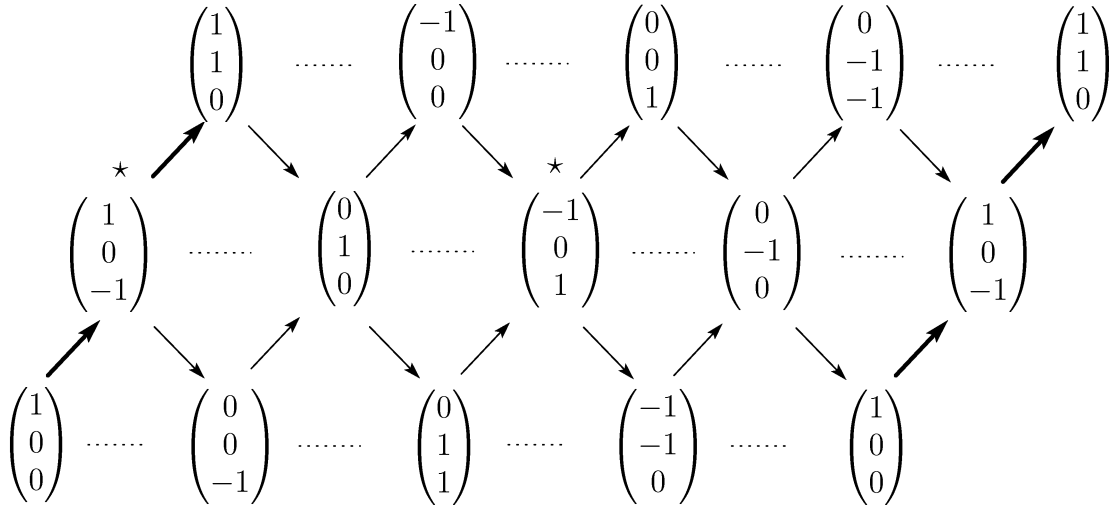 (1 1 0) ........ (-1 0 0) ......... (0 0 1) ........ (0 -1 -1) ........ (1 1 0)
⋆ ⋆
(1 0 -1) ......... (0 1 0) ......... (-1 0 1) ......... (0 -1 0) ......... (1 0 -1)
(1 0 0) ........ (0 0 -1) ......... (0 1 1) ........ (-1 -1 0) ........ (1 0 0)